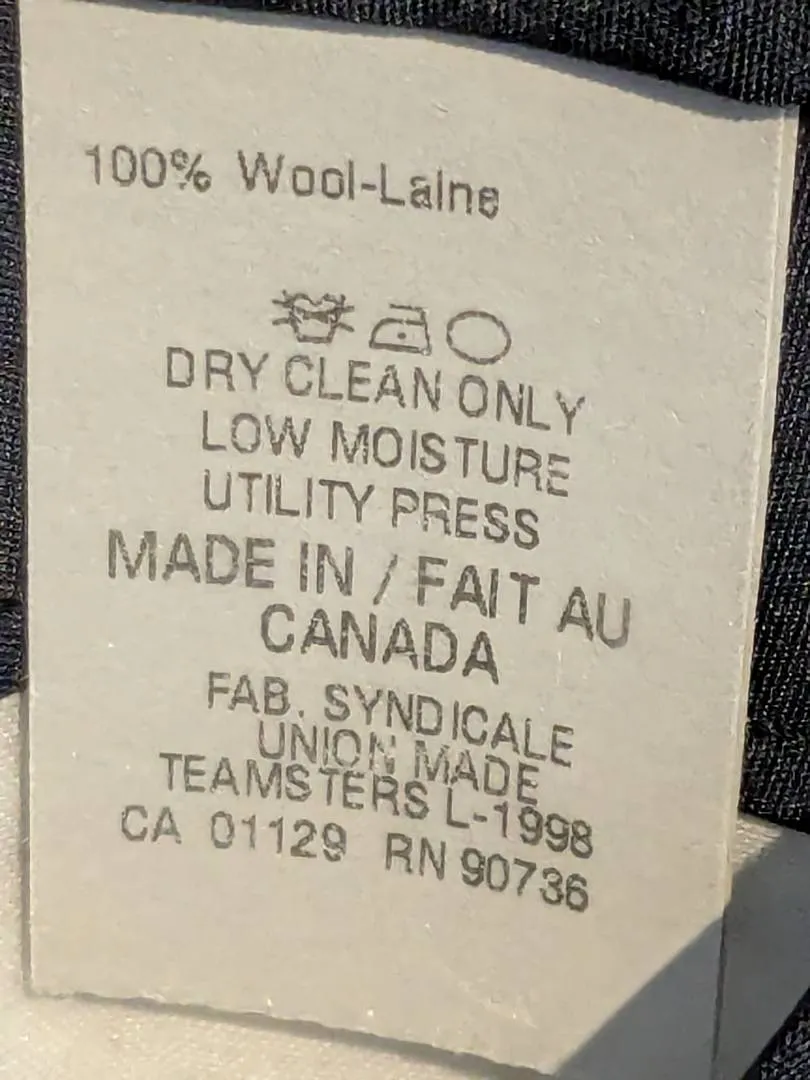 100% Wool-Laine
DRY CLEAN ONLY
LOW MOISTURE
UTILITY PRESS
MADE IN / FAIT AU
CANADA
FAB. SYNDICALE
UNION MADE
TEAMSTERS L-1998
CA 01129 RN 90736